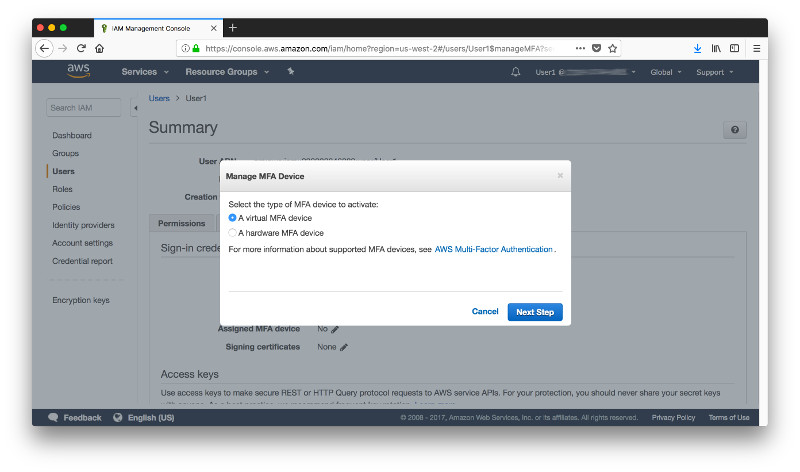 IAM Management Console
https://console.aws.amazon.com/iam/home?region=us-west-2#/users/User1$manageMFA?se
aws
Services
Resource Groups
User1 @
Global
Support
Search IAM
Dashboard
Groups
Users
Roles
Policies
Identity providers
Account settings
Credential report
Encryption keys
Users > User1
Summary
User ARN
Creation
Permissions
Sign-in crede
Manage MFA Device
Select the type of MFA device to activate:
A virtual MFA device
A hardware MFA device
For more information about supported MFA devices, see AWS Multi-Factor Authentication.
Cancel
Next Step
Assigned MFA device No
Signing certificates None
Access keys
Use access keys to make secure REST or HTTP Query protocol requests to AWS service APIs. For your protection, you should never share your secret keys
Feedback
English (US)
© 2008 - 2017, Amazon Web Services, Inc. or its affiliates. All rights reserved.
Privacy Policy
Terms of Use